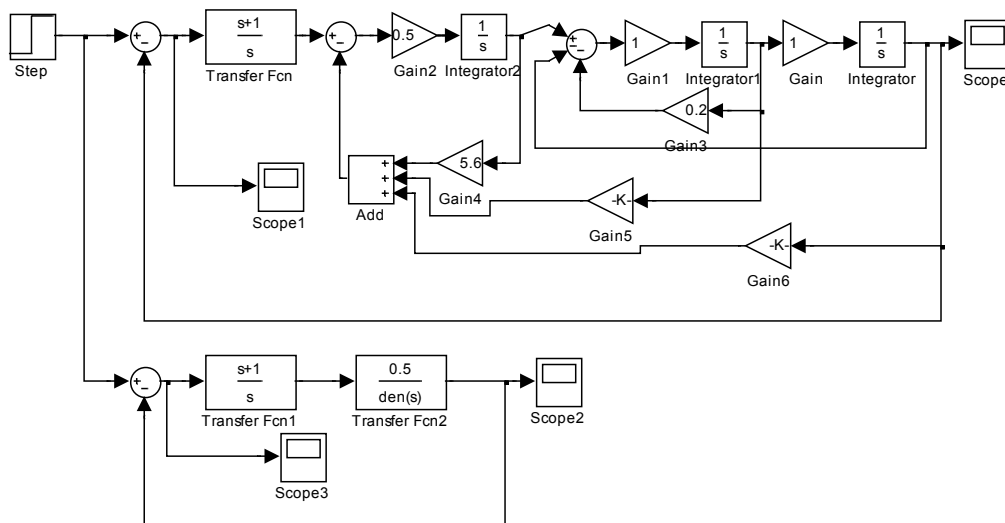 Step
+
−
s+1
s
Transfer Fcn
+
−
0.5
Gain2
1
s
Integrator2
+
−
−
1
Gain1
1
s
Integrator1
1
Gain
1
s
Integrator
Scope
0.2
Gain3
+
+
+
Add
5.6
Gain4
-K-
Gain5
-K-
Gain6
Scope1
+
−
s+1
s
Transfer Fcn1
0.5
den(s)
Transfer Fcn2
Scope2
Scope3